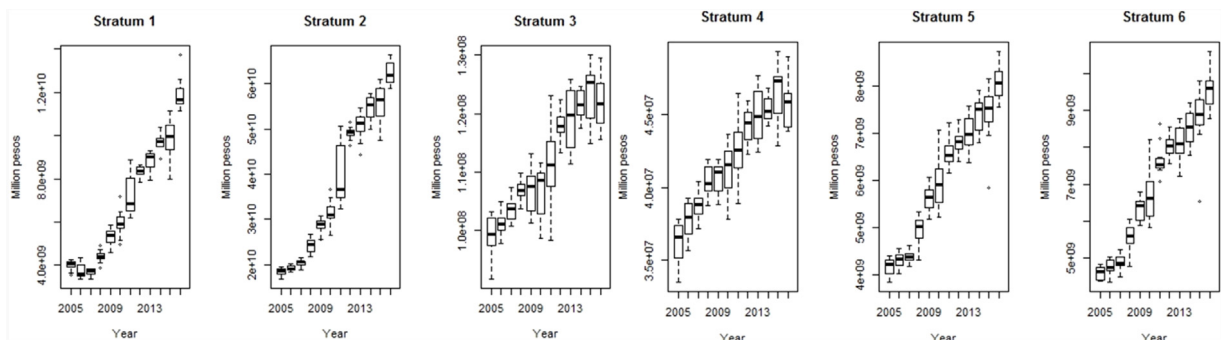 Stratum 1
Million pesos
1.2e+10
8.0e+09
4.0e+09
2005 2009 2013
Year
Stratum 2
Million pesos
6e+10
5e+10
4e+10
3e+10
2e+10
2005 2009 2013
Year
Stratum 3
Million pesos
1.3e+08
1.2e+08
1.1e+08
1.0e+08
2005 2009 2013
Year
Stratum 4
Million pesos
4.5e+07
4.0e+07
3.5e+07
2005 2009 2013
Year
Stratum 5
Million pesos
8e+09
7e+09
6e+09
5e+09
4e+09
2005 2009 2013
Year
Stratum 6
Million pesos
9e+09
7e+09
5e+09
2005 2009 2013
Year